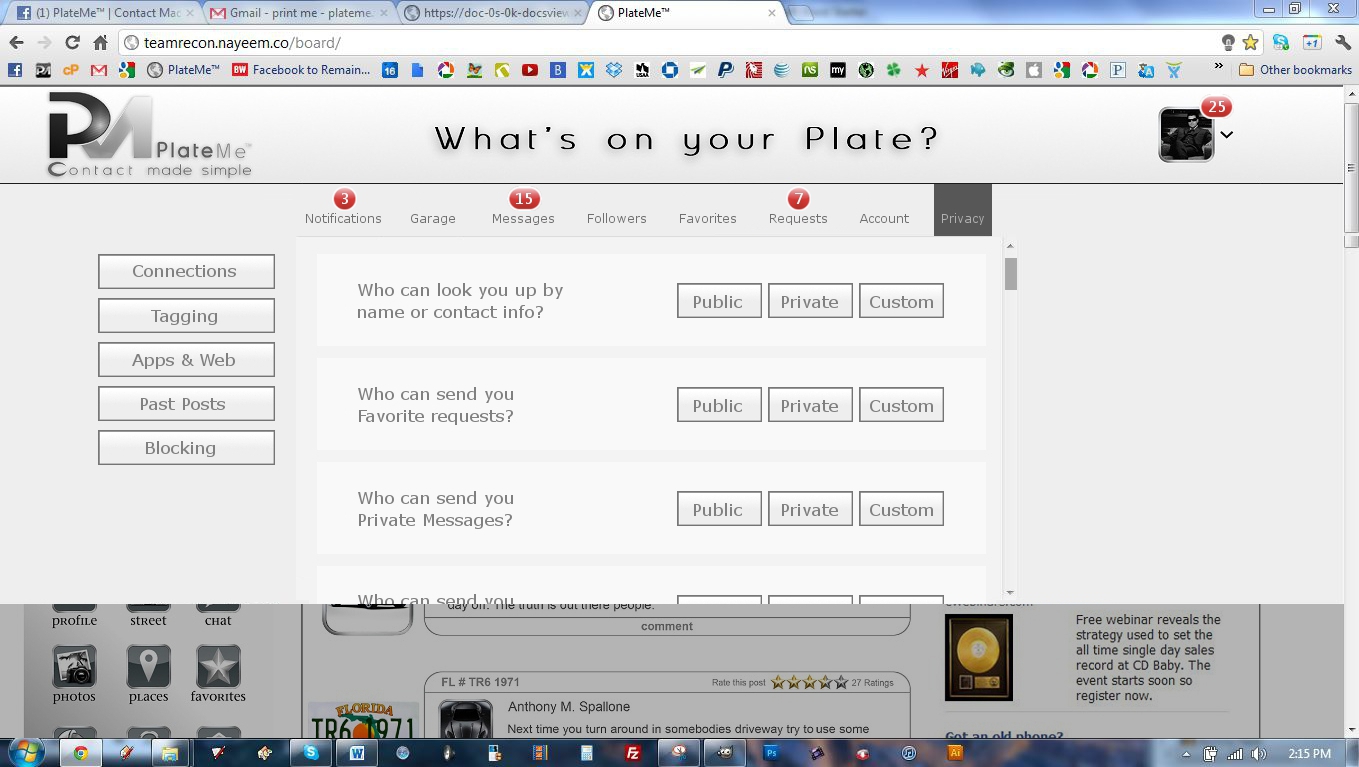 (1) PlateMe™ | Contact Mad
Gmail - print me - plateme.
https://doc-0s-0k-docsview
PlateMe™
teamrecon.nayeem.co/board/
PlateMe™
Facebook to Remain...
Other bookmarks
PM PlateMe™
Contact made simple
What's on your Plate?
25
3
15
7
Notifications
Garage
Messages
Followers
Favorites
Requests
Account
Privacy
Connections
Tagging
Apps & Web
Past Posts
Blocking
Who can look you up by
name or contact info?
Public
Private
Custom
Who can send you
Favorite requests?
Public
Private
Custom
Who can send you
Private Messages?
Public
Private
Custom
Who can send you
day off. The truth is out there people.
comment
PROFILE
STREET
CHAT
PHOTOS
PLACES
FAVORITES
FL # TR6 1971
Rate this post
27 Ratings
FLORIDA
TR6 1971
Anthony M. Spallone
Next time you turn around in somebodies driveway try to use some
Free webinar reveals the
strategy used to set the
all time single day sales
record at CD Baby. The
event starts soon so
register now.
Got an old phone?
2:15 PM